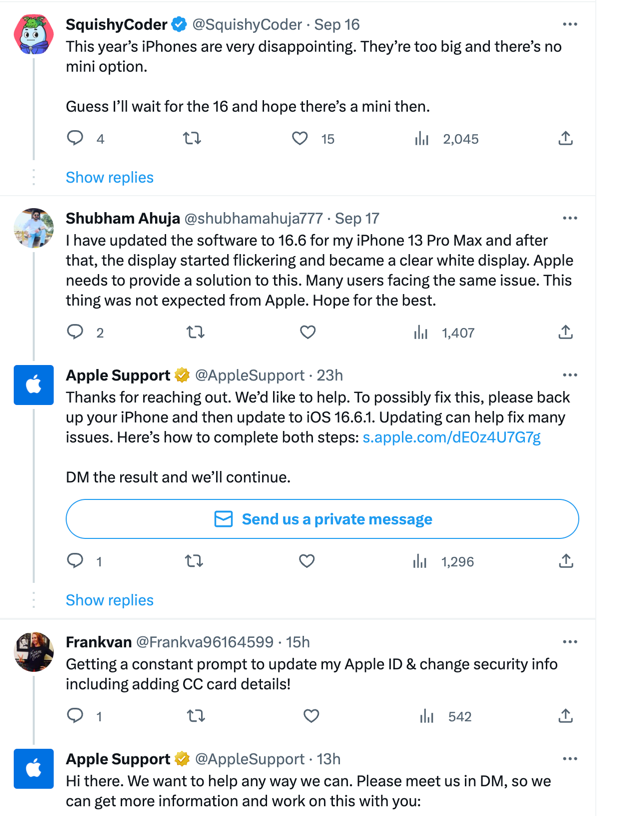 SquishyCoder @SquishyCoder · Sep 16
This year’s iPhones are very disappointing. They’re too big and there’s no
mini option.
Guess I’ll wait for the 16 and hope there’s a mini then.
4 15 2,045
Show replies
Shubham Ahuja @shubhamahuja777 · Sep 17
I have updated the software to 16.6 for my iPhone 13 Pro Max and after
that, the display started flickering and became a clear white display. Apple
needs to provide a solution to this. Many users facing the same issue. This
thing was not expected from Apple. Hope for the best.
2 1,407
Apple Support @AppleSupport · 23h
Thanks for reaching out. We’d like to help. To possibly fix this, please back
up your iPhone and then update to iOS 16.6.1. Updating can help fix many
issues. Here’s how to complete both steps: s.apple.com/dE0z4U7G7g
DM the result and we’ll continue.
Send us a private message
1 1,296
Show replies
Frankvan @Frankva96164599 · 15h
Getting a constant prompt to update my Apple ID & change security info
including adding CC card details!
1 542
Apple Support @AppleSupport · 13h
Hi there. We want to help any way we can. Please meet us in DM, so we
can get more information and work on this with you: